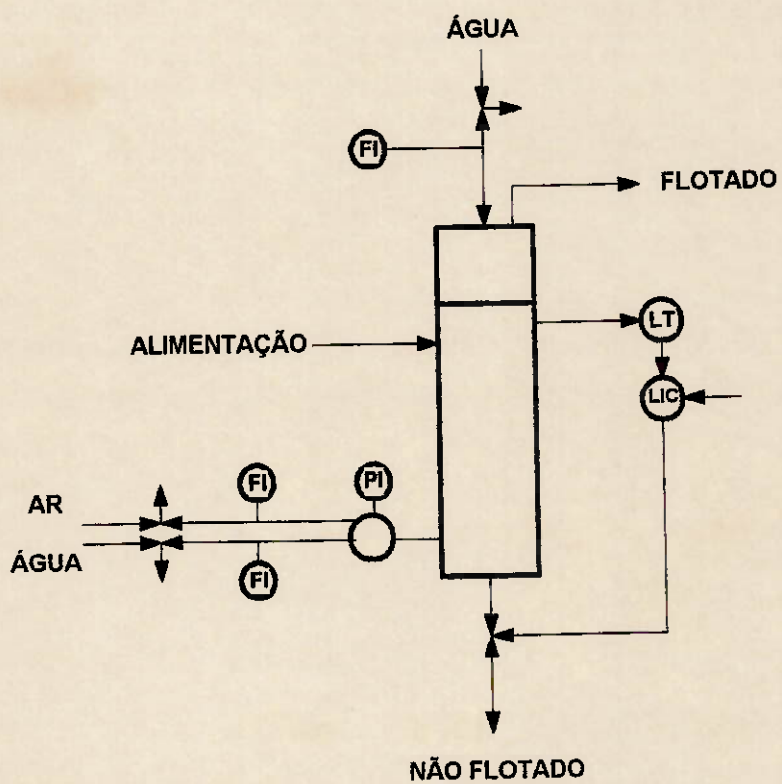 ÁGUA
FI
FLOTADO
LT
ALIMENTAÇÃO
LIC
FI
PI
AR
ÁGUA
FI
NÃO FLOTADO